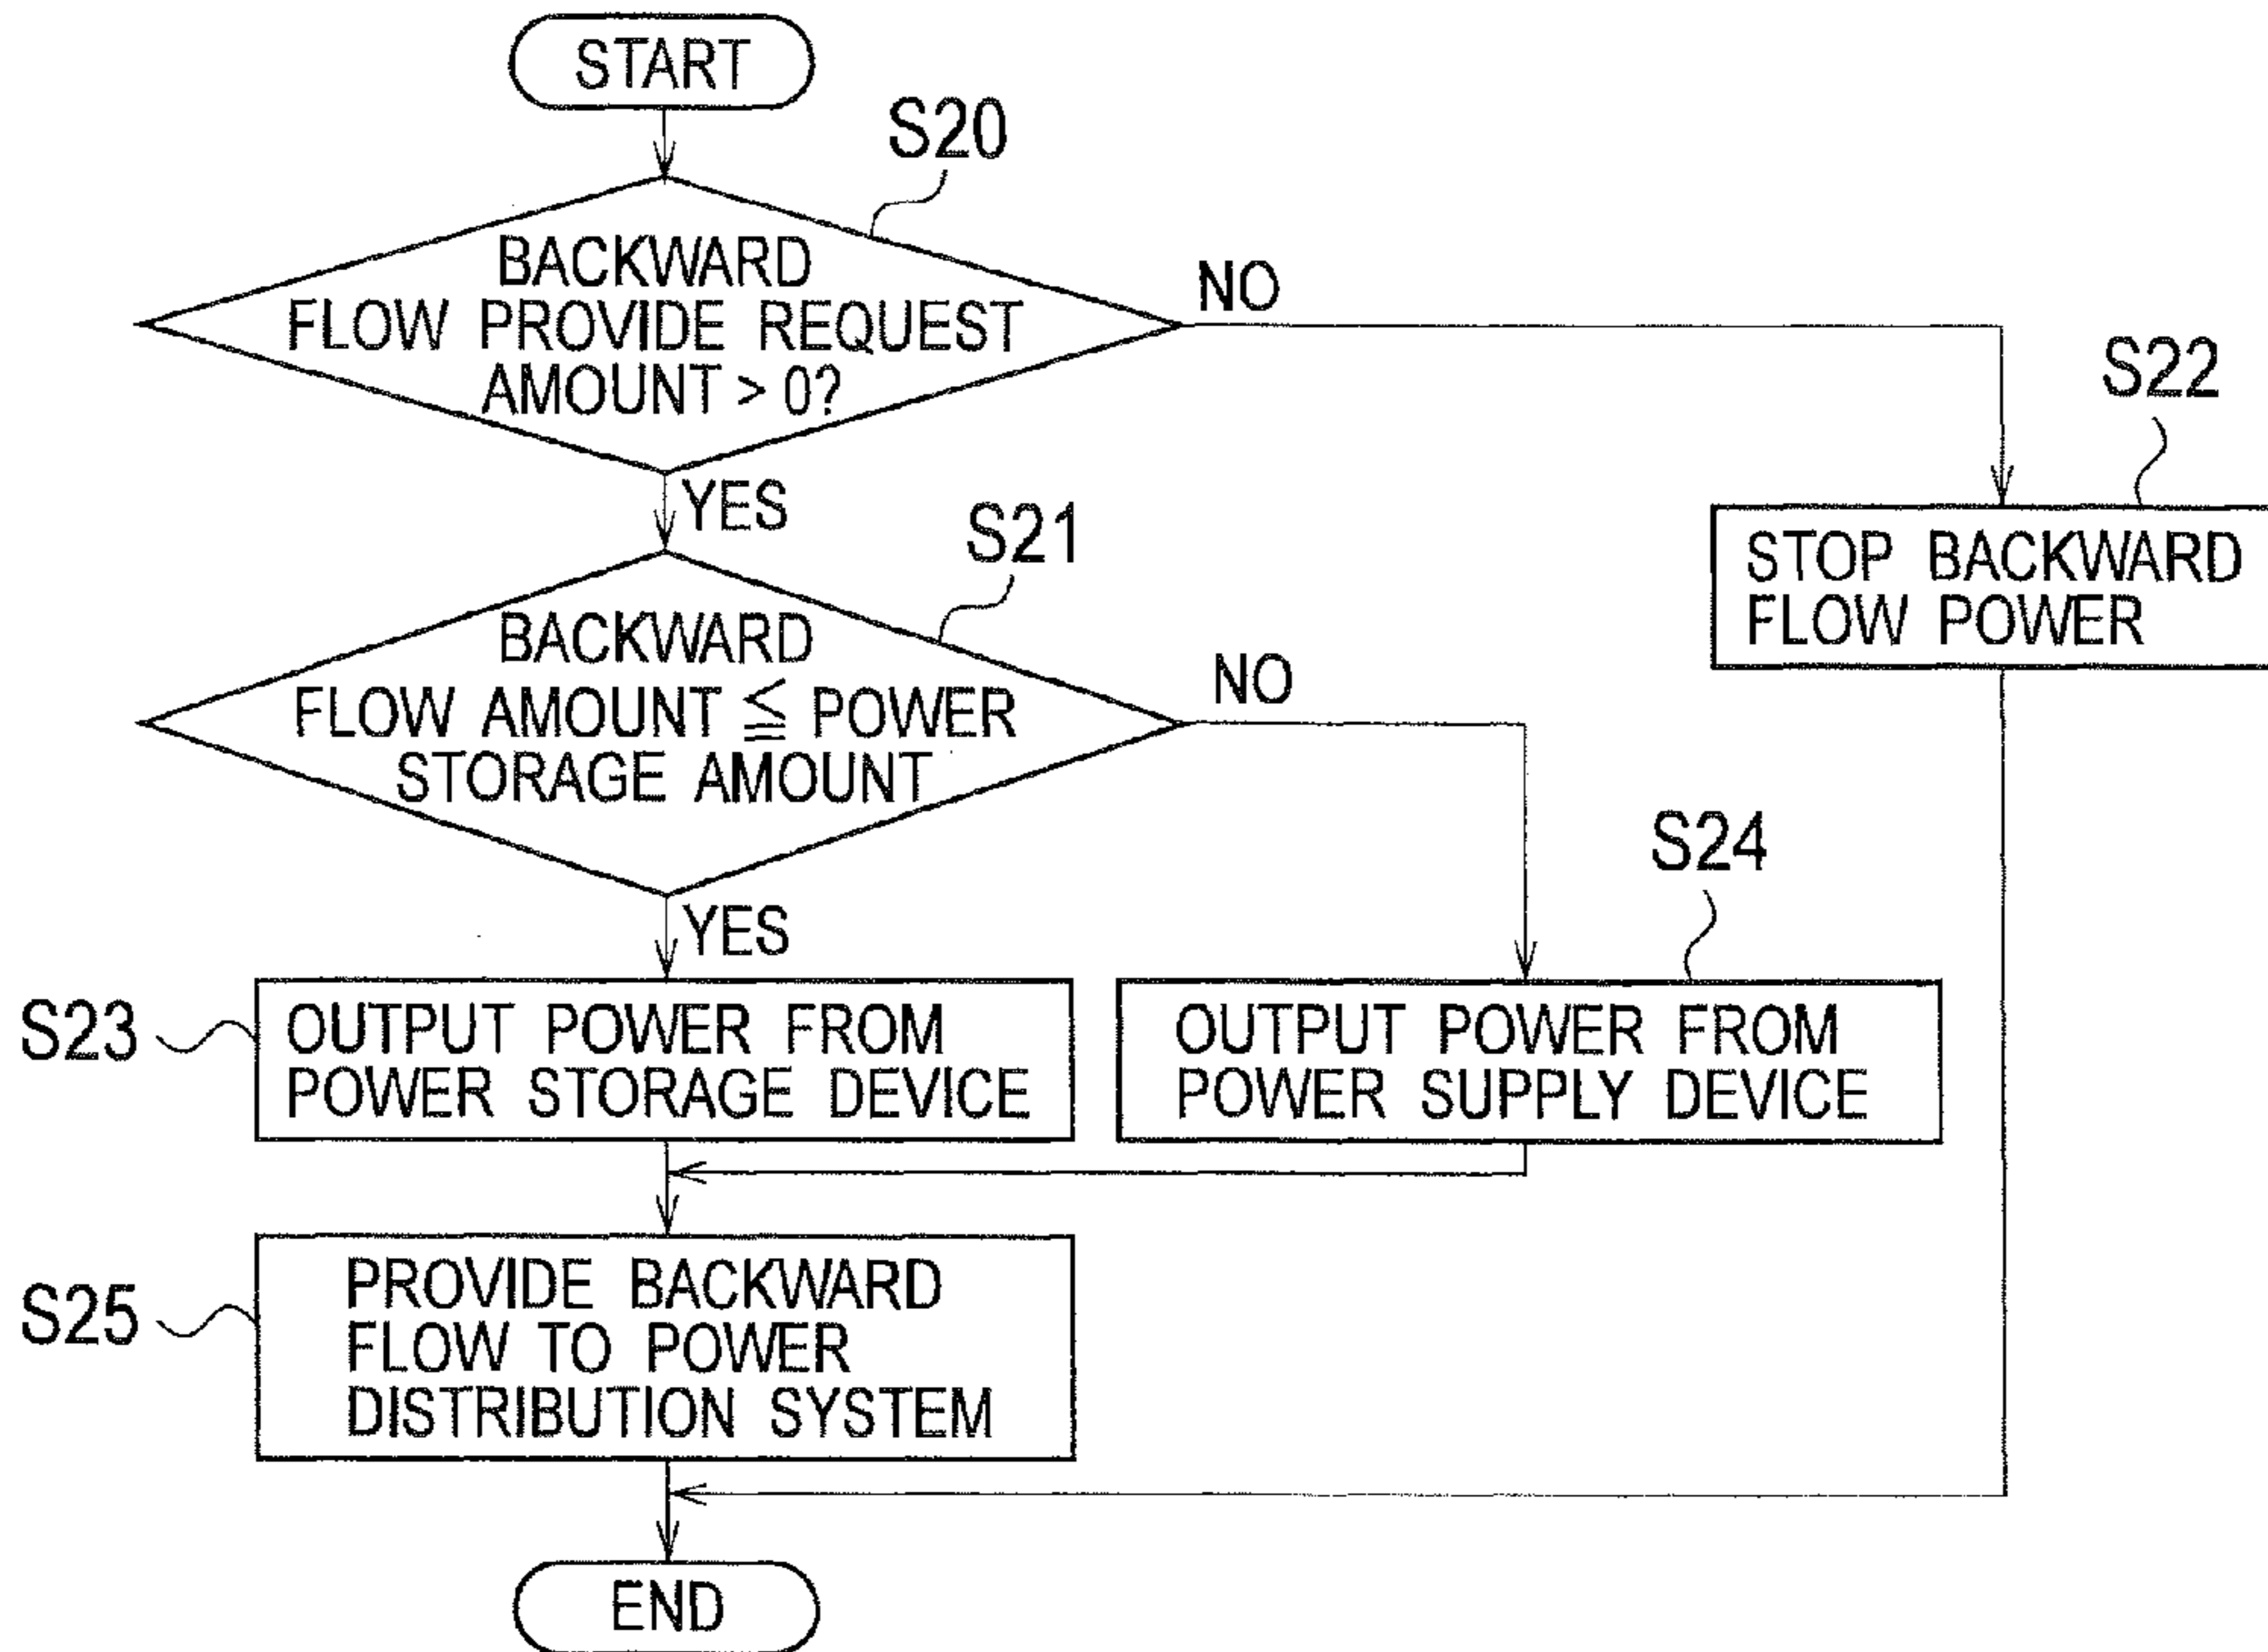 START
S20
BACKWARD
FLOW PROVIDE REQUEST
AMOUNT > 0?
NO
YES
S22
STOP BACKWARD
FLOW POWER
S21
BACKWARD
FLOW AMOUNT ≦ POWER
STORAGE AMOUNT
NO
YES
S23
OUTPUT POWER FROM
POWER STORAGE DEVICE
S24
OUTPUT POWER FROM
POWER SUPPLY DEVICE
S25
PROVIDE BACKWARD
FLOW TO POWER
DISTRIBUTION SYSTEM
END